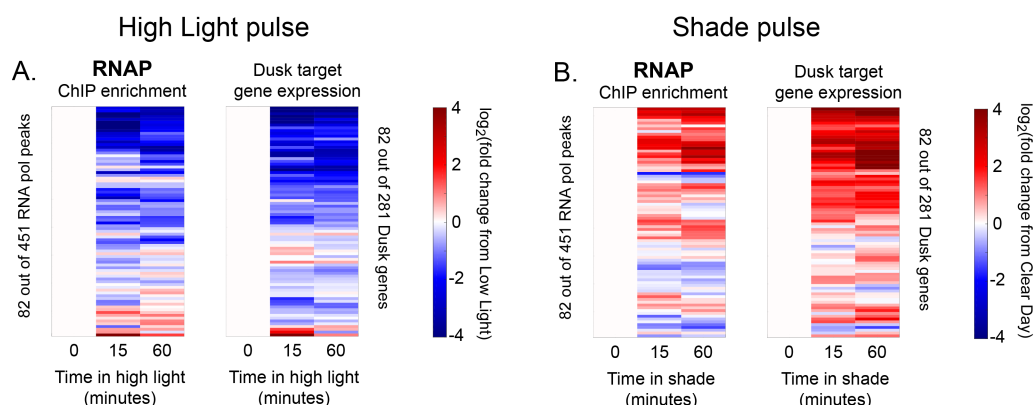 High Light pulse
A.
RNAP
ChIP enrichment
Dusk target
gene expression
82 out of 451 RNA pol peaks
0 15 60
Time in high light
(minutes)
82 out of 281 Dusk genes
0 15 60
Time in high light
(minutes)
4
2
0
-2
-4
log2(fold change from Low Light)
Shade pulse
B.
RNAP
ChIP enrichment
Dusk target
gene expression
82 out of 451 RNA pol peaks
0 15 60
Time in shade
(minutes)
82 out of 281 Dusk genes
0 15 60
Time in shade
(minutes)
4
2
0
-2
-4
log2(fold change from Clear Day)